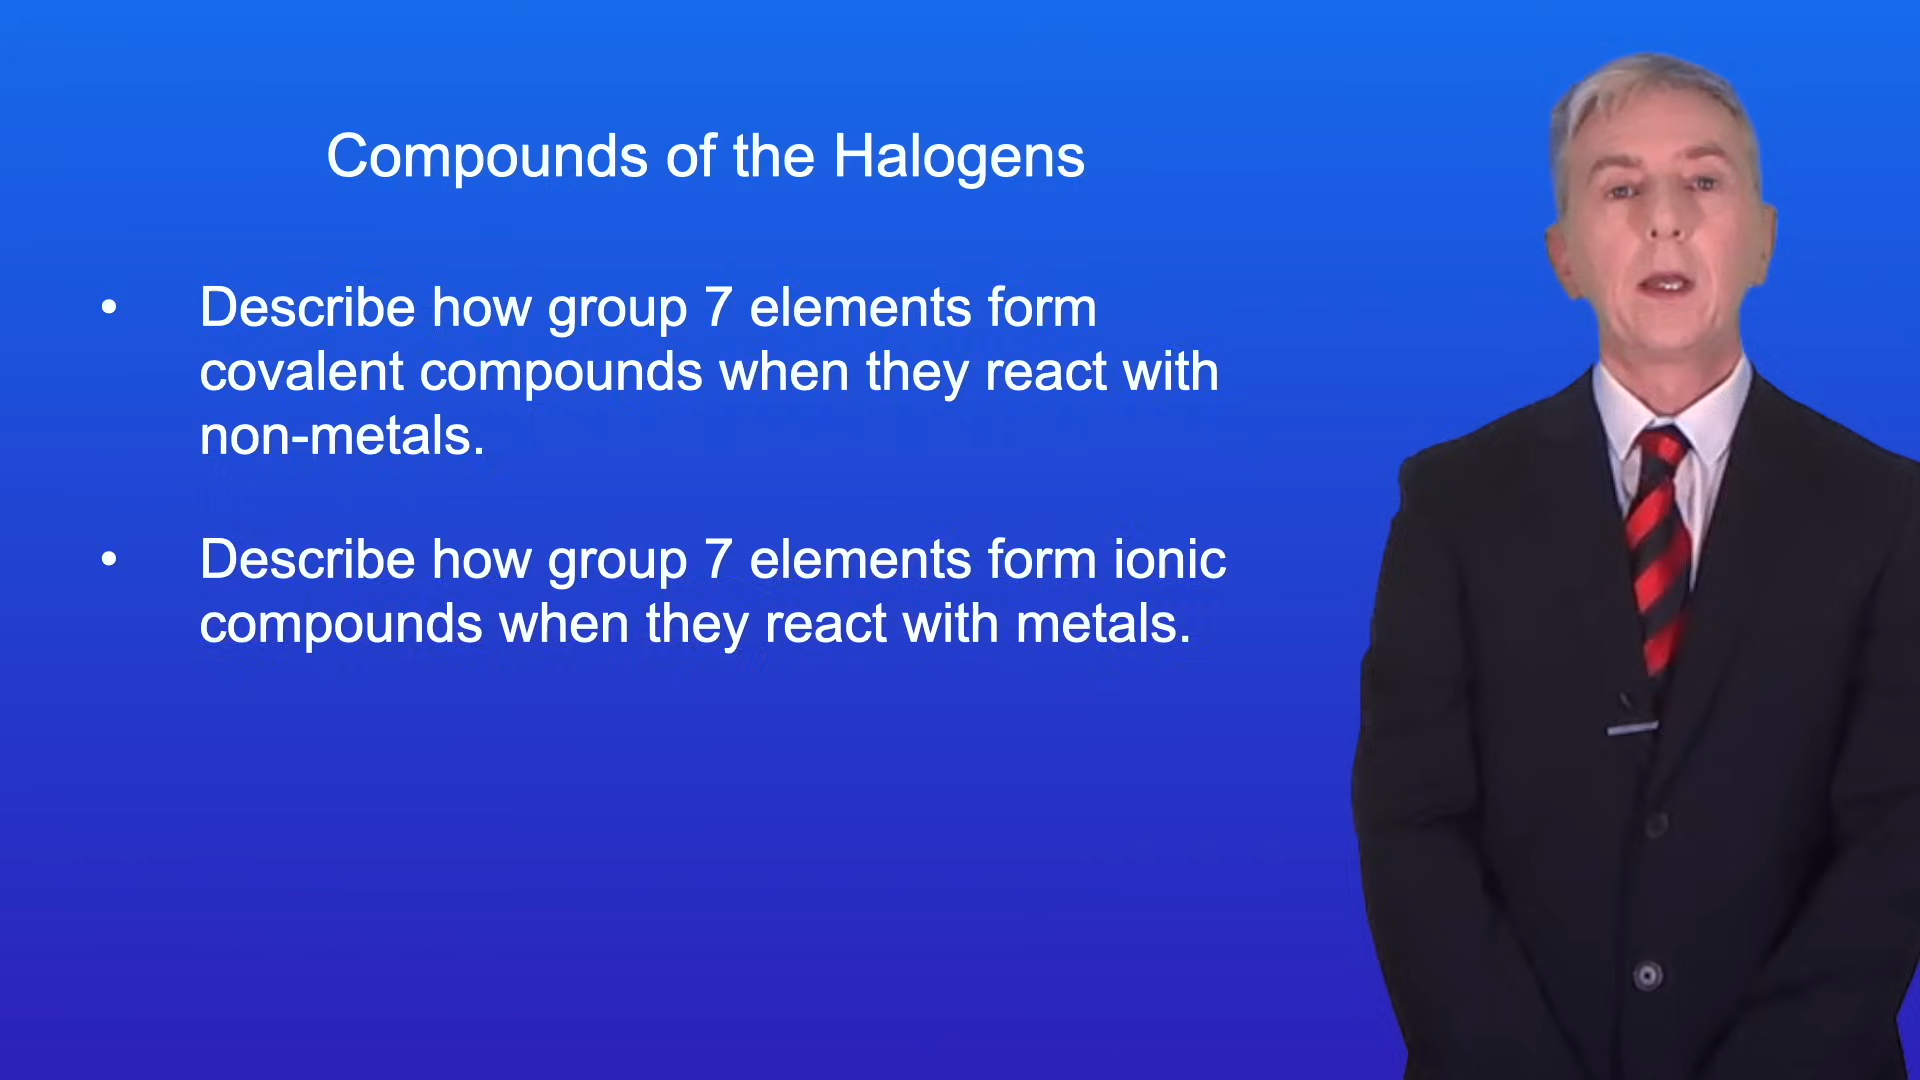 Compounds of the Halogens
• Describe how group 7 elements form
covalent compounds when they react with
non-metals.
• Describe how group 7 elements form ionic
compounds when they react with metals.